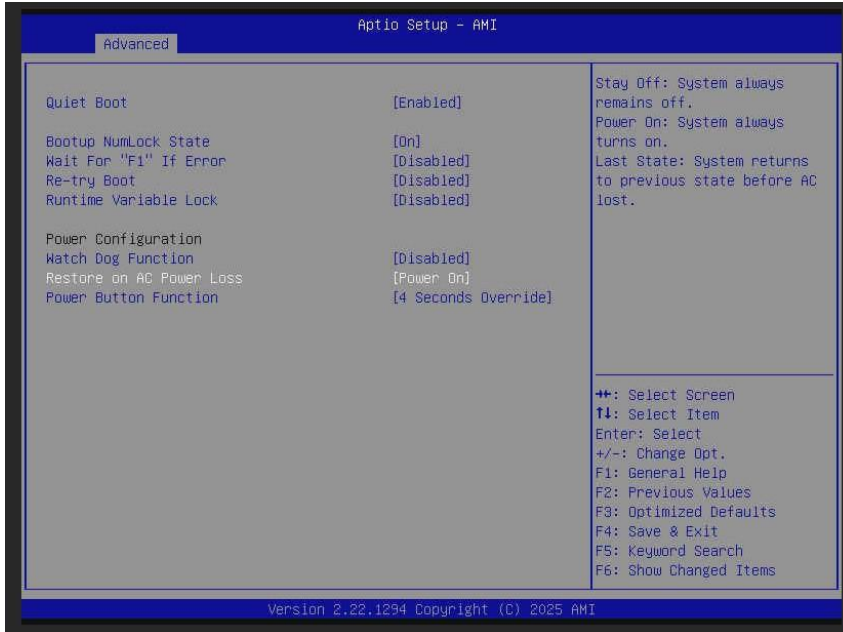 Aptio Setup – AMI
Advanced
Quiet Boot [Enabled]
Bootup NumLock State [On]
Wait For "F1" If Error [Disabled]
Re-try Boot [Disabled]
Runtime Variable Lock [Disabled]
Power Configuration
Watch Dog Function [Disabled]
Restore on AC Power Loss [Power On]
Power Button Function [4 Seconds Override]
Stay Off: System always
remains off.
Power On: System always
turns on.
Last State: System returns
to previous state before AC
lost.
→←: Select Screen
↑↓: Select Item
Enter: Select
+/-: Change Opt.
F1: General Help
F2: Previous Values
F3: Optimized Defaults
F4: Save & Exit
F5: Keyword Search
F6: Show Changed Items
Version 2.22.1294 Copyright (C) 2025 AMI